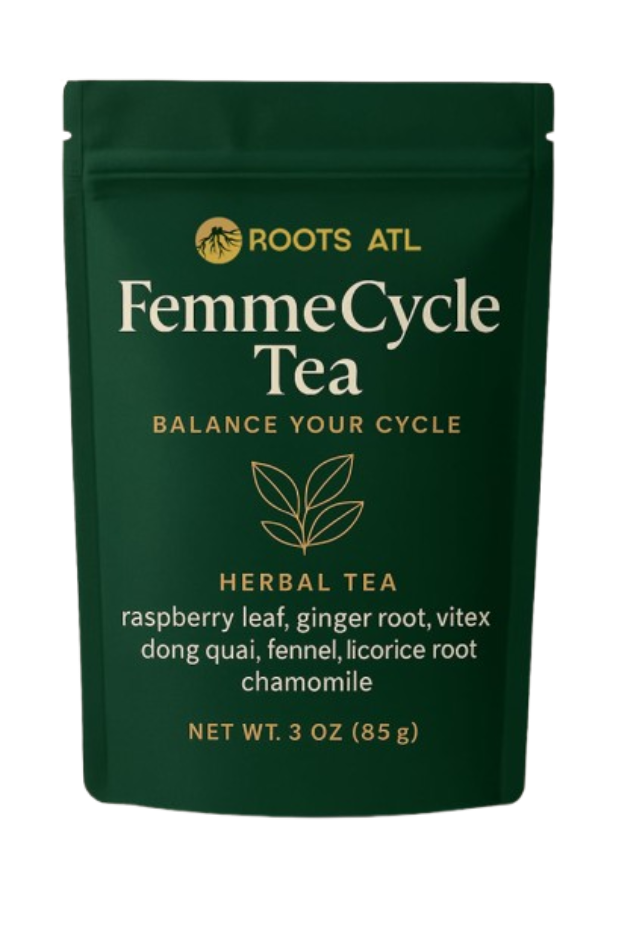 ROOTS ATL
FemmeCycle
Tea
BALANCE YOUR CYCLE
HERBAL TEA
raspberry leaf, ginger root, vitex
dong quai, fennel, licorice root
chamomile
NET WT. 3 OZ (85 g)